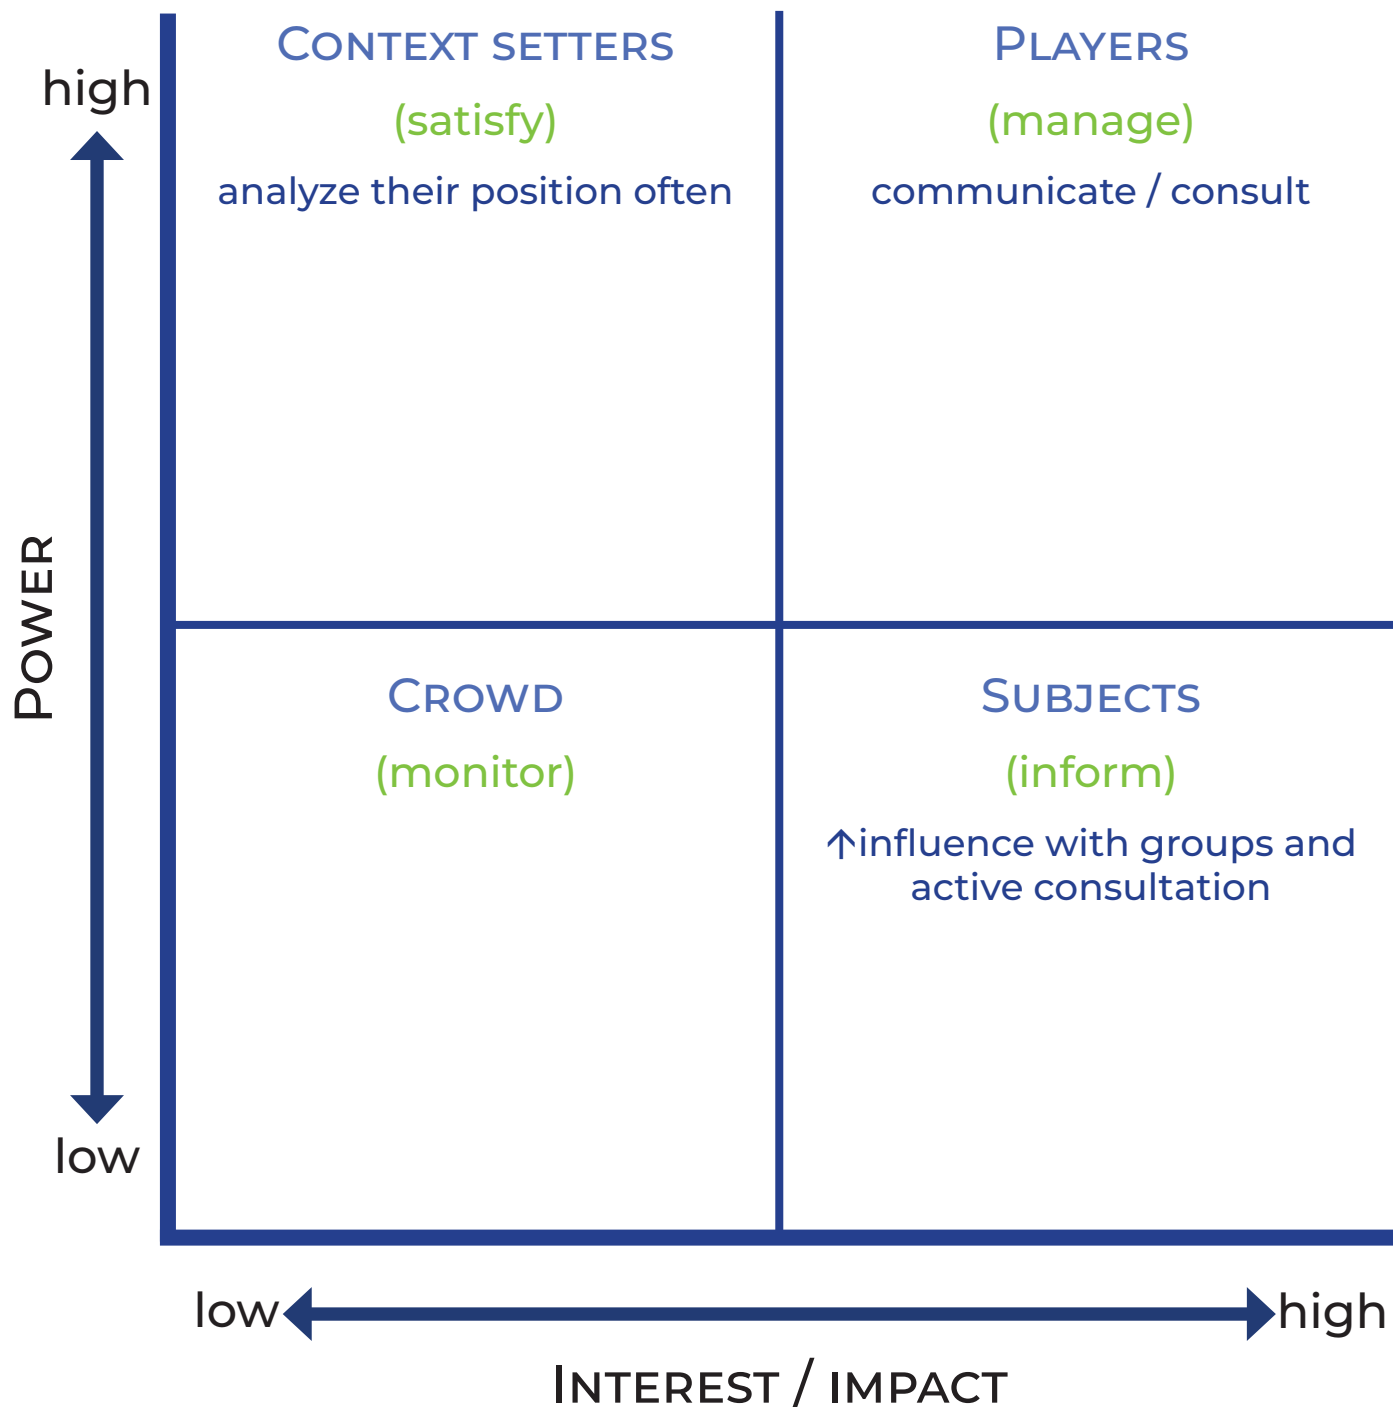 CONTEXT SETTERS
(satisfy)
analyze their position often
PLAYERS
(manage)
communicate / consult
high
POWER
low
CROWD
(monitor)
SUBJECTS
(inform)
↑influence with groups and
active consultation
low
high
INTEREST / IMPACT